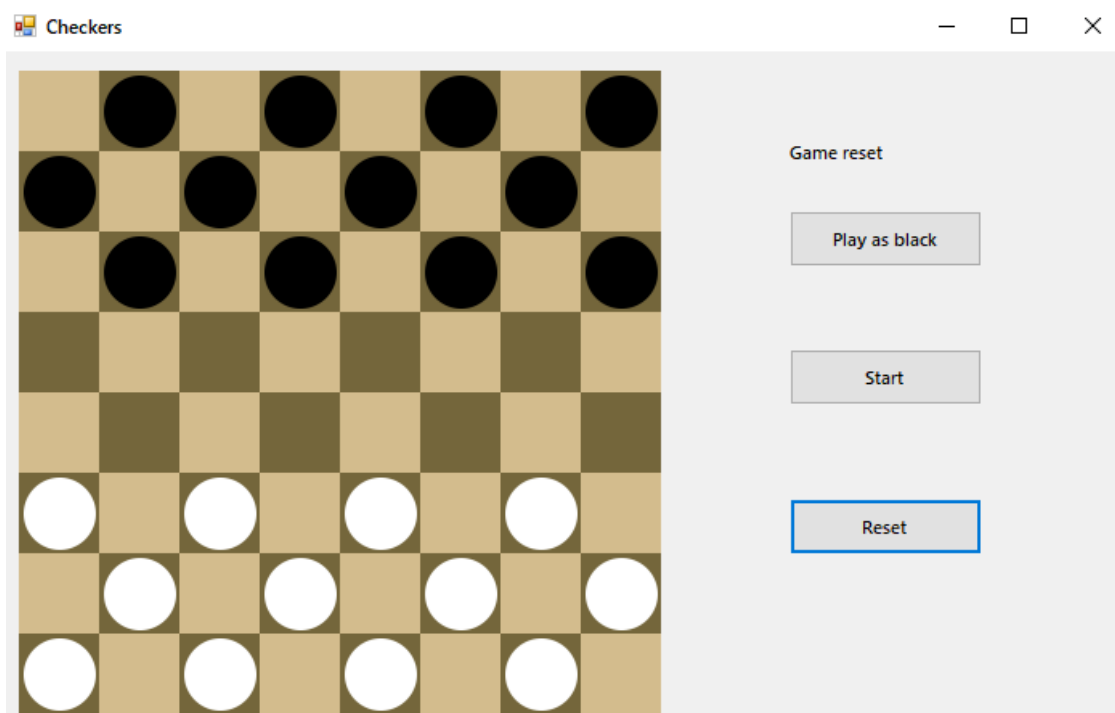 Checkers
Game reset
Play as black
Start
Reset